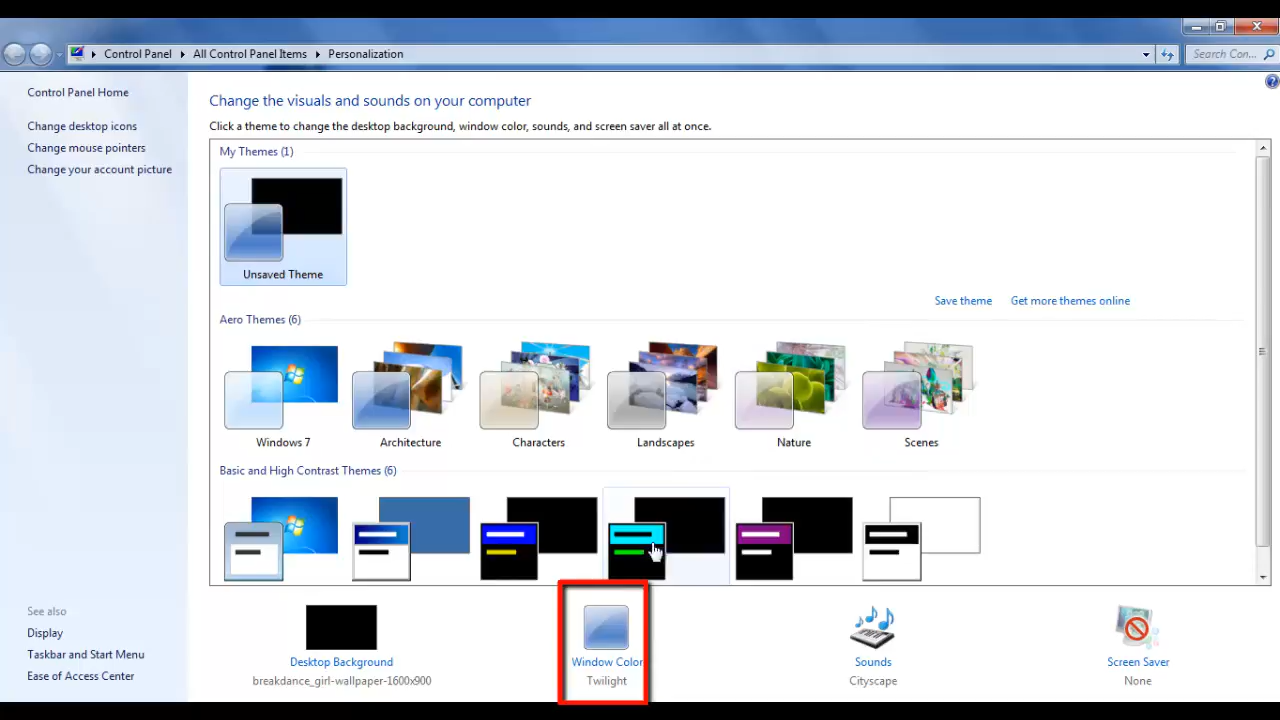 Control Panel All Control Panel Items Personalization Search Con...
Control Panel Home
Change desktop icons
Change mouse pointers
Change your account picture
Change the visuals and sounds on your computer
Click a theme to change the desktop background, window color, sounds, and screen saver all at once.
My Themes (1)
Unsaved Theme
Save theme Get more themes online
Aero Themes (6)
Windows 7 Architecture Characters Landscapes Nature Scenes
Basic and High Contrast Themes (6)
See also
Display
Taskbar and Start Menu
Ease of Access Center
Desktop Background Window Color Sounds Screen Saver
breakdance_girl-wallpaper-1600x900 Twilight Cityscape None